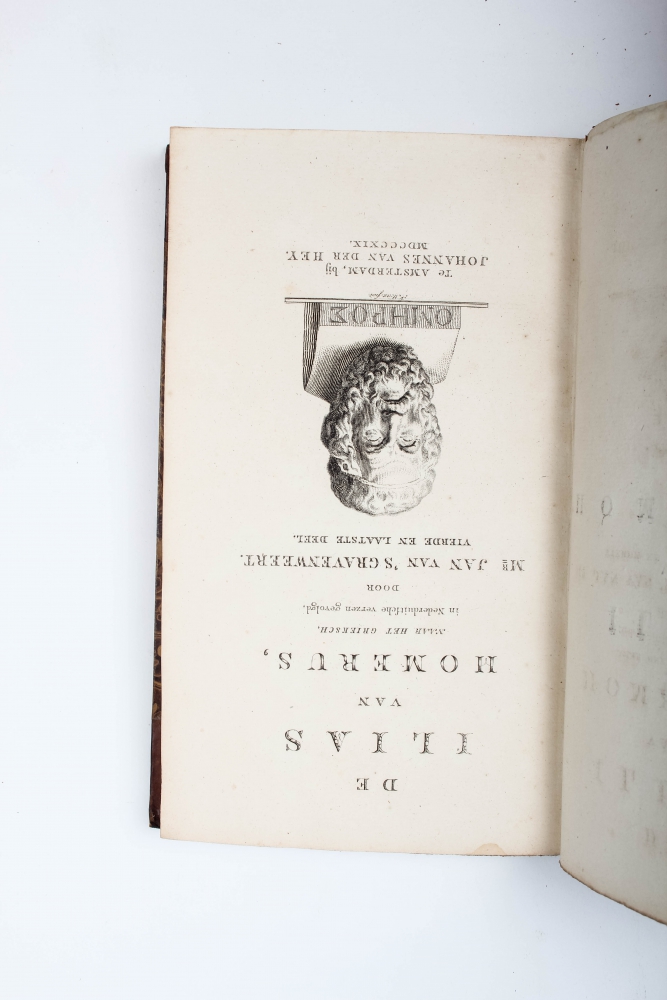 DE
ILIAS
VAN
HOMERUS,
NAAR HET GRIEKSCH,
in Nederduitsche verzen gevolgd,
DOOR
MR JAN VAN 'S GRAVENWEERT.
VIERDE EN LAATSTE DEEL.
ΟΜΗΡΟΣ
Te AMSTERDAM, bij
JOHANNES VAN DER HEY.
MDCCCXIX.